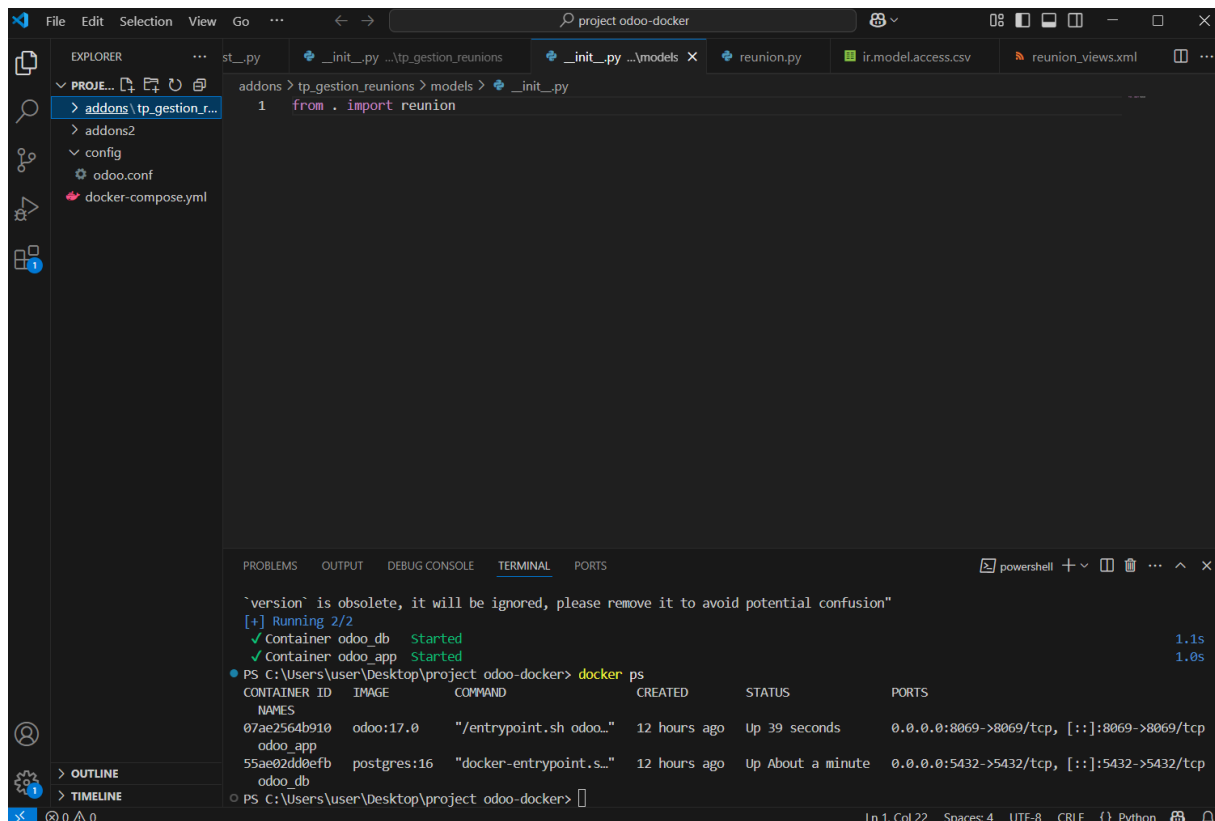 File Edit Selection View Go ··· project odoo-docker
EXPLORER ···
PROJE...
addons\tp_gestion_r...
addons2
config
odoo.conf
docker-compose.yml
OUTLINE
TIMELINE
1
1
st__.py __init__.py ...\tp_gestion_reunions __init__.py ...\models reunion.py ir.model.access.csv reunion_views.xml ···
addons > tp_gestion_reunions > models > __init__.py
1 from . import reunion
PROBLEMS OUTPUT DEBUG CONSOLE TERMINAL PORTS powershell ···
`version` is obsolete, it will be ignored, please remove it to avoid potential confusion"
[+] Running 2/2
✓ Container odoo_db Started 1.1s
✓ Container odoo_app Started 1.0s
PS C:\Users\user\Desktop\project odoo-docker> docker ps
CONTAINER ID IMAGE COMMAND CREATED STATUS PORTS
NAMES
07ae2564b910 odoo:17.0 "/entrypoint.sh odoo…" 12 hours ago Up 39 seconds 0.0.0.0:8069->8069/tcp, [::]:8069->8069/tcp
odoo_app
55ae02dd0efb postgres:16 "docker-entrypoint.s…" 12 hours ago Up About a minute 0.0.0.0:5432->5432/tcp, [::]:5432->5432/tcp
odoo_db
PS C:\Users\user\Desktop\project odoo-docker>
0 0 Ln 1, Col 22 Spaces: 4 UTF-8 CRLF {} Python